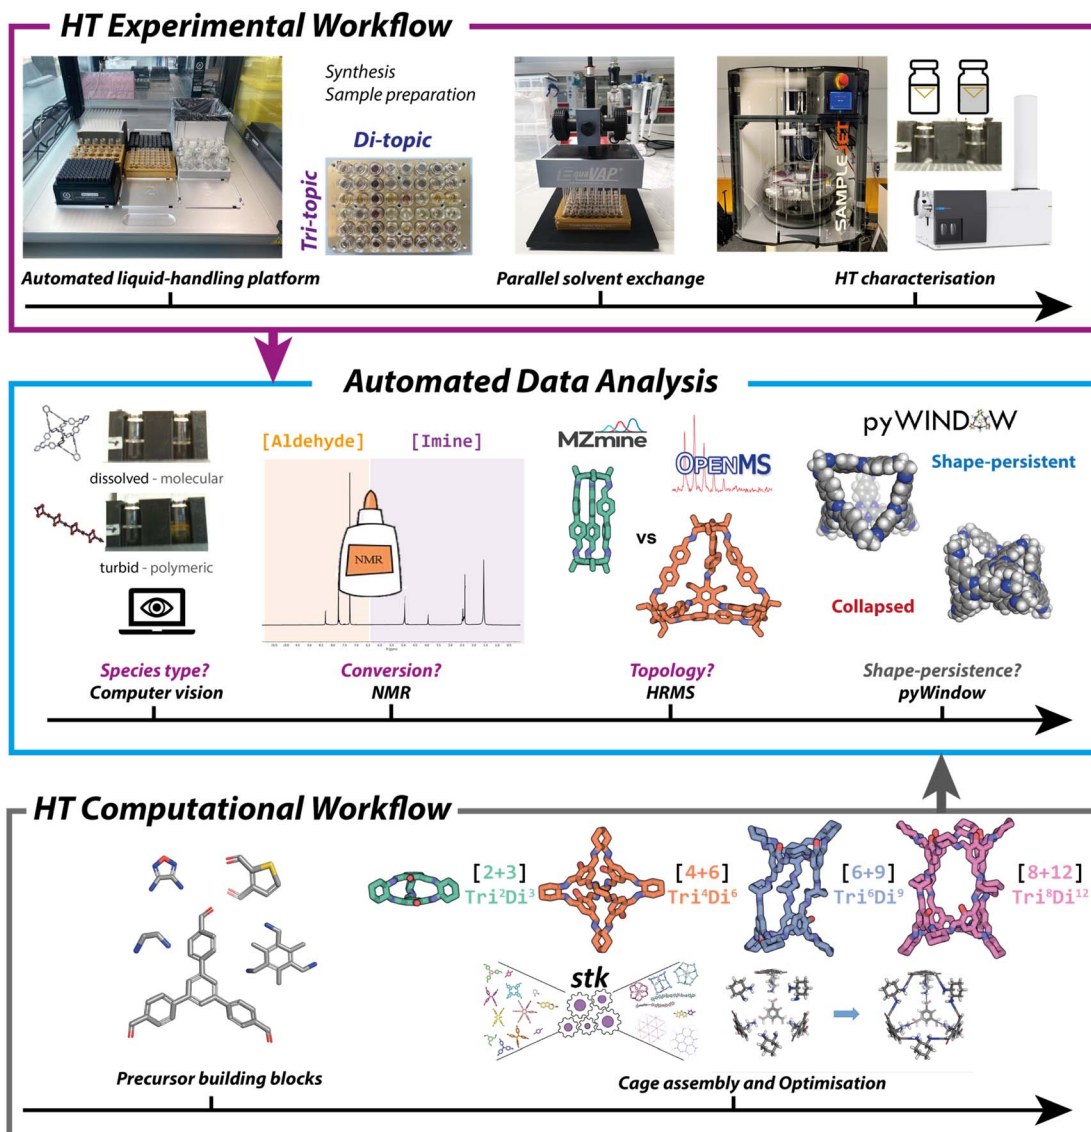 HT Experimental Workflow
Synthesis
Sample preparation
Di-topic
Tri-topic
EquaVAP®
SAMPLEJET
Automated liquid-handling platform
Parallel solvent exchange
HT characterisation
Automated Data Analysis
dissolved - molecular
turbid - polymeric
[Aldehyde]
[Imine]
NMR
MZmine
OPENMS
vs
pyWINDOW
Shape-persistent
Collapsed
Species type?
Computer vision
Conversion?
NMR
Topology?
HRMS
Shape-persistence?
pyWindow
HT Computational Workflow
[2+3]
Tri²Di³
[4+6]
Tri⁴Di⁶
[6+9]
Tri⁶Di⁹
[8+12]
Tri⁸Di¹²
stk
Precursor building blocks
Cage assembly and Optimisation